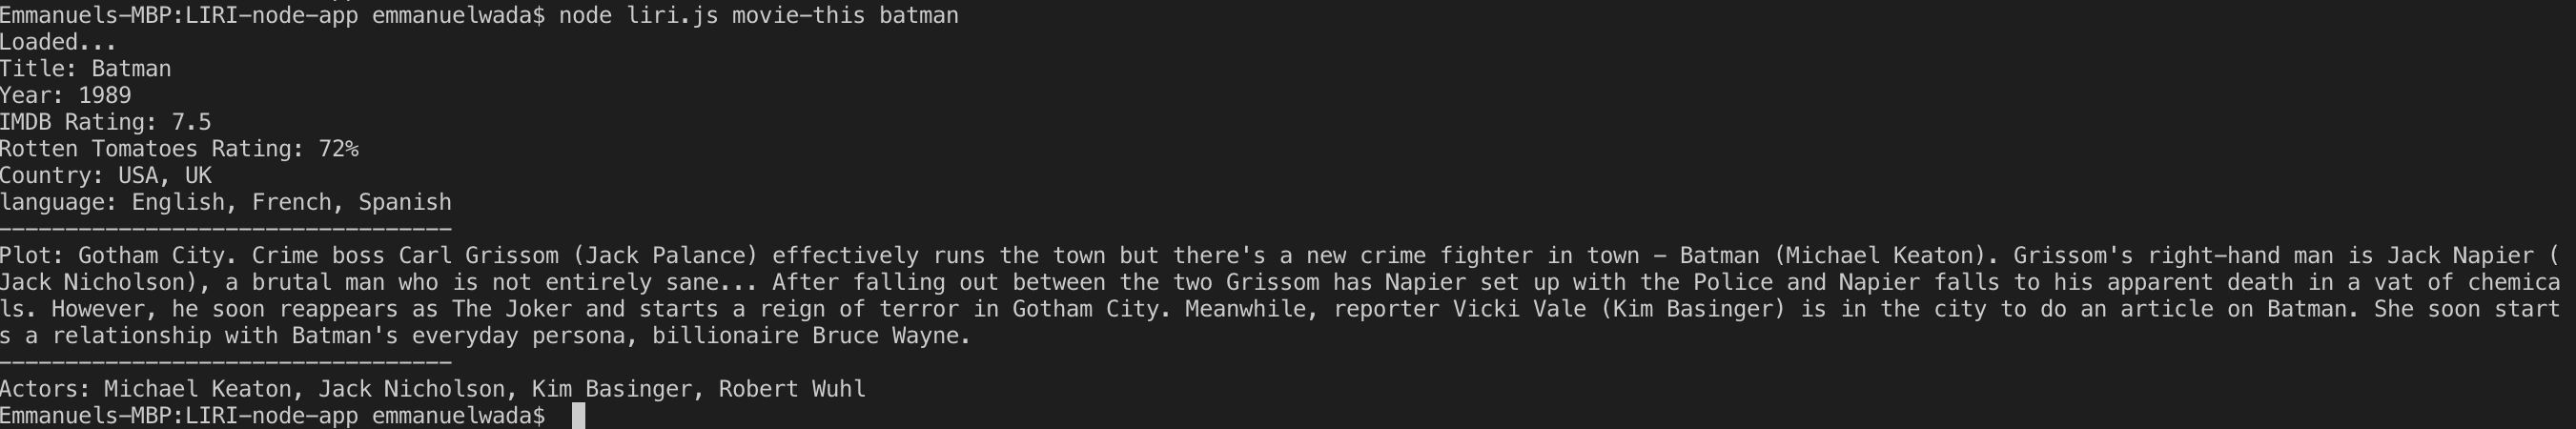 Emmanuels-MBP:LIRI-node-app emmanuelwada$ node liri.js movie-this batman
Loaded...
Title: Batman
Year: 1989
IMDB Rating: 7.5
Rotten Tomatoes Rating: 72%
Country: USA, UK
language: English, French, Spanish
----------------------------------
Plot: Gotham City. Crime boss Carl Grissom (Jack Palance) effectively runs the town but there's a new crime fighter in town - Batman (Michael Keaton). Grissom's right-hand man is Jack Napier (
Jack Nicholson), a brutal man who is not entirely sane... After falling out between the two Grissom has Napier set up with the Police and Napier falls to his apparent death in a vat of chemica
ls. However, he soon reappears as The Joker and starts a reign of terror in Gotham City. Meanwhile, reporter Vicki Vale (Kim Basinger) is in the city to do an article on Batman. She soon start
s a relationship with Batman's everyday persona, billionaire Bruce Wayne.
----------------------------------
Actors: Michael Keaton, Jack Nicholson, Kim Basinger, Robert Wuhl
Emmanuels-MBP:LIRI-node-app emmanuelwada$